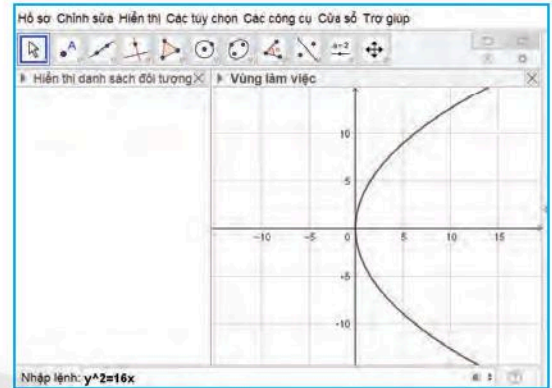 Hồ sơ Chỉnh sửa Hiển thị Các tùy chọn Các công cụ Cửa sổ Trợ giúp
A
a=2
Hiển thị danh sách đối tượng
Vùng làm việc
10
5
-10 -5 0 5 10 15
-5
-10
Nhập lệnh: y^2=16x